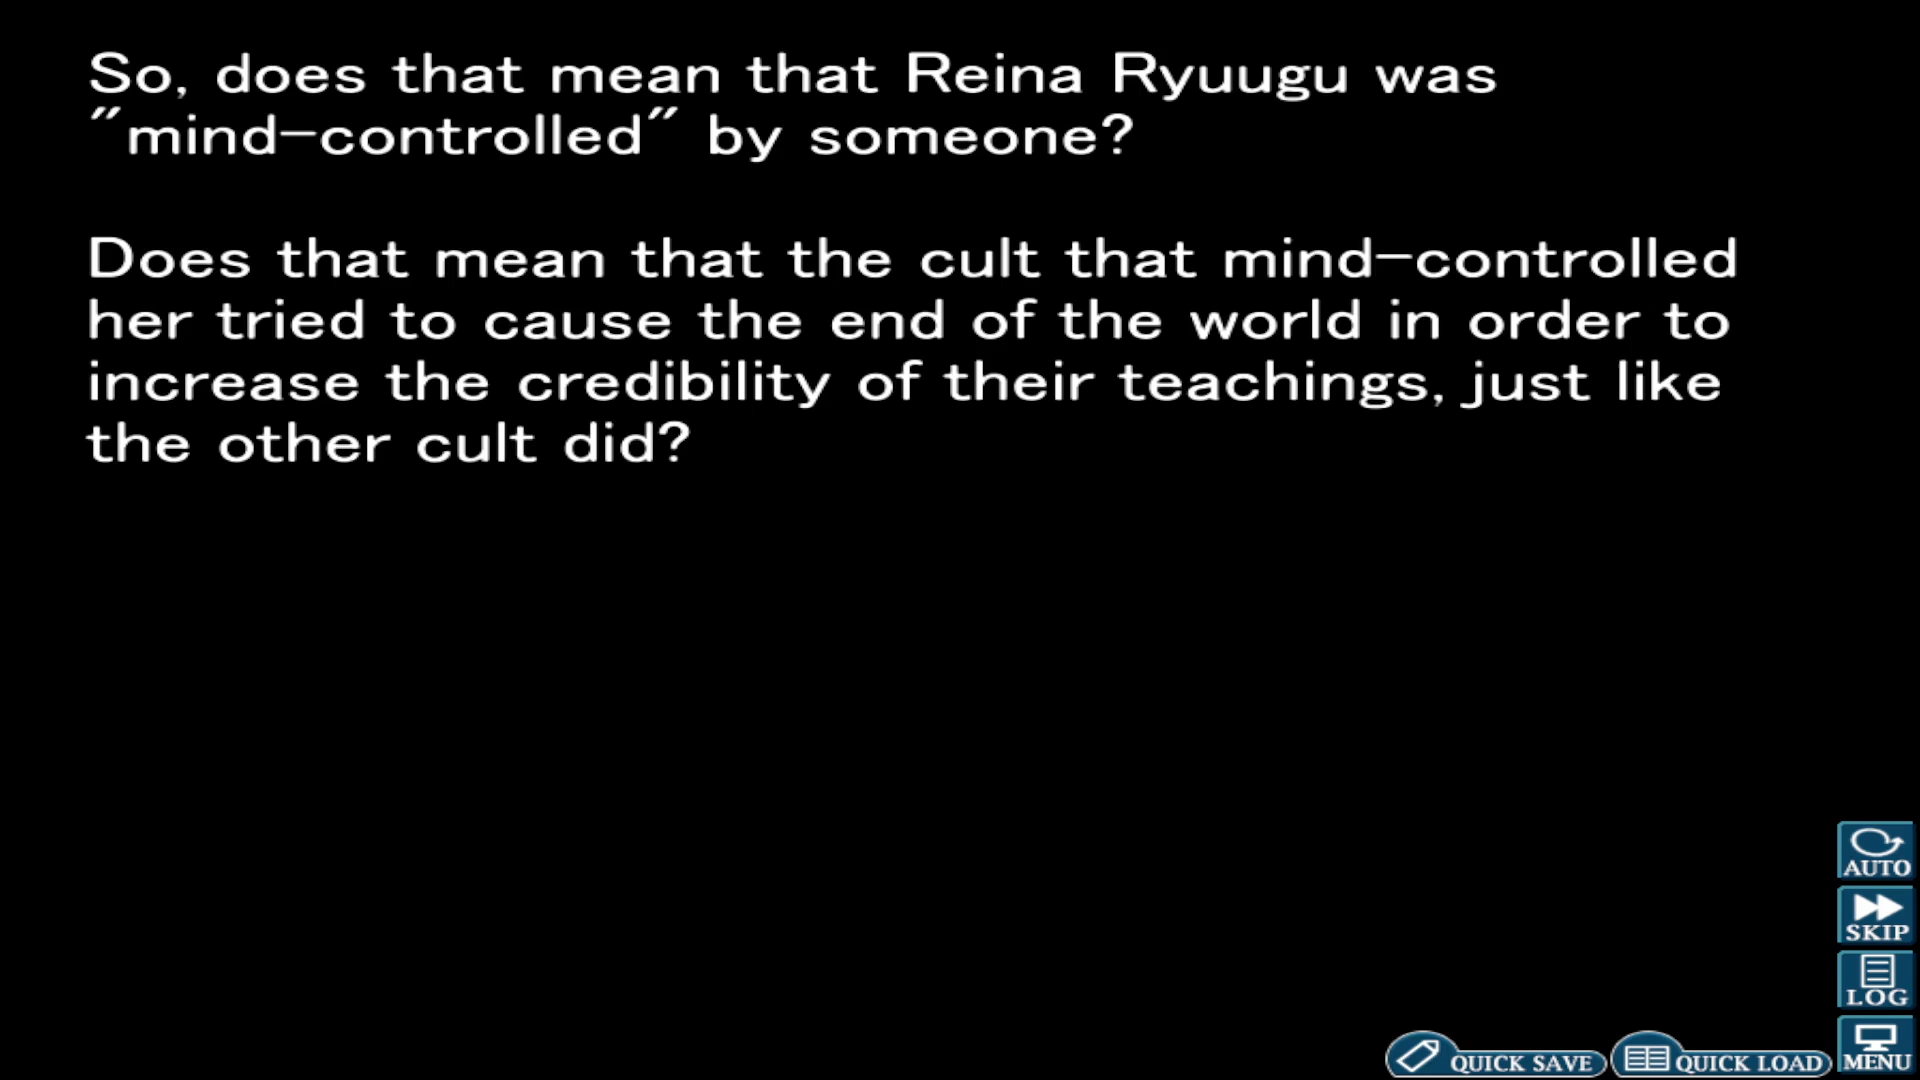 So, does that mean that Reina Ryuugu was
"mind-controlled" by someone?
Does that mean that the cult that mind-controlled
her tried to cause the end of the world in order to
increase the credibility of their teachings, just like
the other cult did?
AUTO
SKIP
LOG
MENU
QUICK SAVE
QUICK LOAD